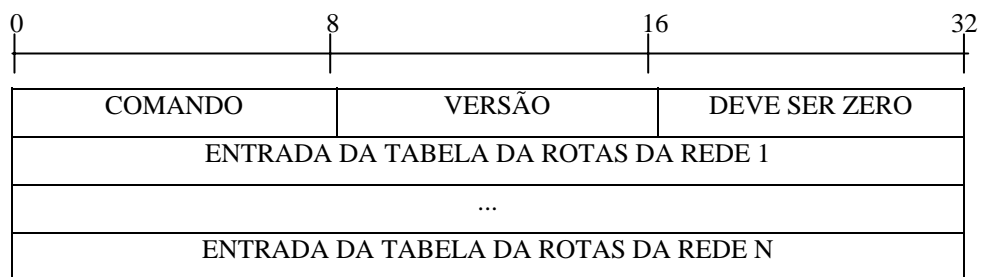 0 8 16 32
COMANDO VERSÃO DEVE SER ZERO
ENTRADA DA TABELA DA ROTAS DA REDE 1
...
ENTRADA DA TABELA DA ROTAS DA REDE N